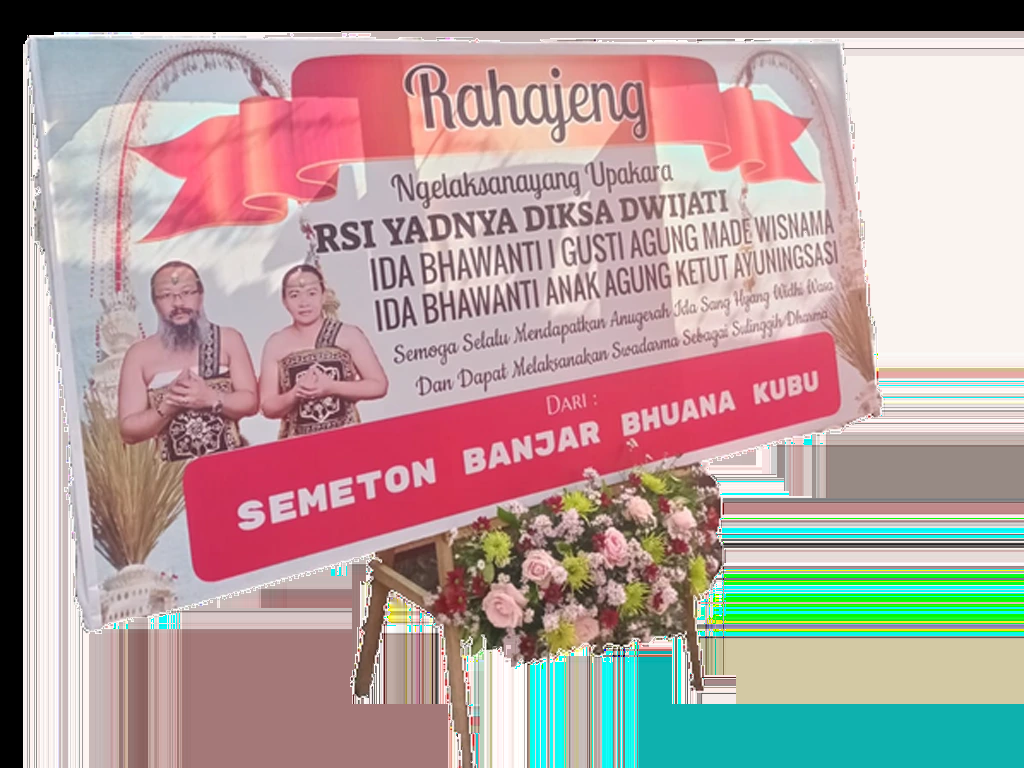 Rahajeng
Ngelaksanayang Upakara
RSI YADNYA DIKSA DWIJATI
IDA BHAWANTI I GUSTI AGUNG MADE WISNAMA
IDA BHAWANTI ANAK AGUNG KETUT AYUNINGSASI
Semoga Selalu Mendapatkan Anugerah Ida Sang Hyang Widhi Wasa
Dan Dapat Melaksanakan Swadarma Sebagai Sulinggih Dharma
DARI :
SEMETON BANJAR BHUANA KUBU